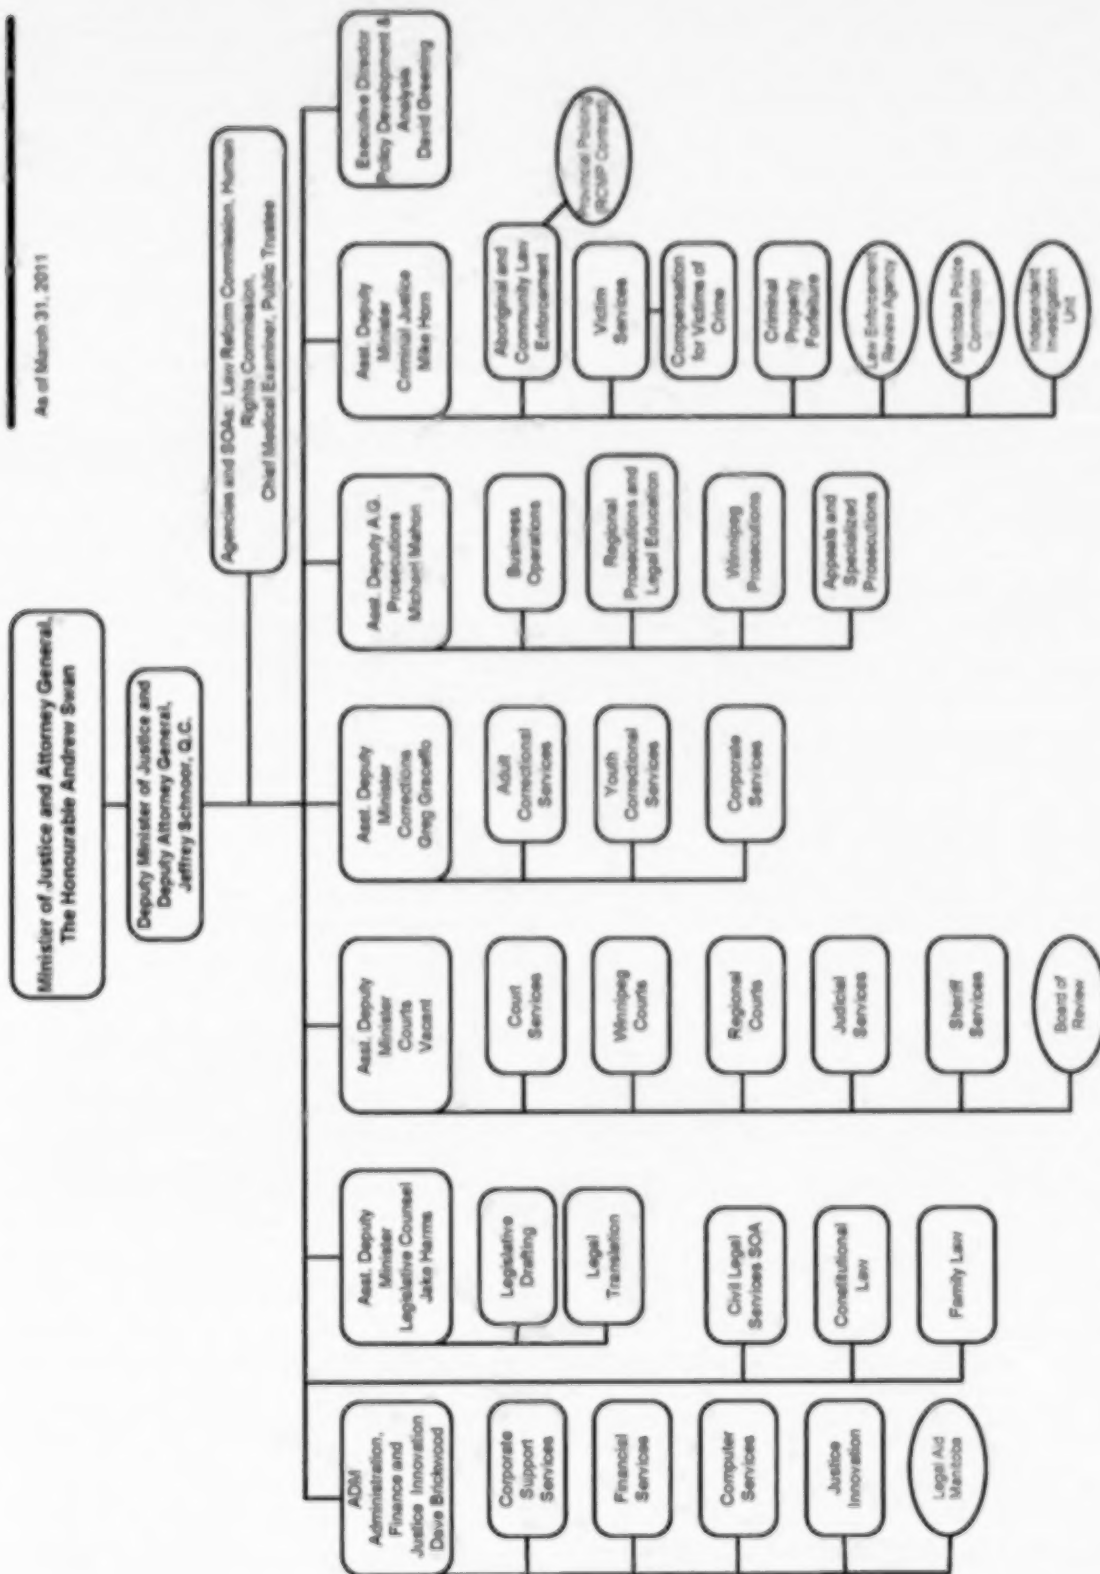 As of March 31, 2011
Minister of Justice and Attorney General,
The Honourable Andrew Swan
Deputy Minister of Justice and
Deputy Attorney General,
Jeffrey Schnoor, Q.C.
Agencies and SOAs: Law Reform Commission, Human
Rights Commission,
Chief Medical Examiner, Public Trustee
ADM
Administration,
Finance and
Justice Innovation
Dave Brickwood
Corporate
Support
Services
Financial
Services
Computer
Services
Justice
Innovation
Legal Aid
Manitoba
Asst. Deputy
Minister
Legislative Counsel
Jake Harms
Legislative
Drafting
Legal
Translation
Civil Legal
Services SOA
Constitutional
Law
Family Law
Asst. Deputy
Minister
Courts
Vacant
Court
Services
Winnipeg
Courts
Regional
Courts
Judicial
Services
Sheriff
Services
Board of
Review
Asst. Deputy
Minister
Corrections
Greg Graceffo
Adult
Correctional
Services
Youth
Correctional
Services
Corporate
Services
Asst. Deputy A.G.
Prosecutions
Michael Mahon
Business
Operations
Regional
Prosecutions and
Legal Education
Winnipeg
Prosecutions
Appeals and
Specialized
Prosecutions
Asst. Deputy
Minister
Criminal Justice
Mike Horn
Aboriginal and
Community Law
Enforcement
Provincial Policing
(RCMP Contract)
Victim
Services
Compensation
for Victims of
Crime
Criminal
Property
Forfeiture
Law Enforcement
Review Agency
Manitoba Police
Commission
Independent
Investigation
Unit
Executive Director
Policy Development &
Analysis
David Greening